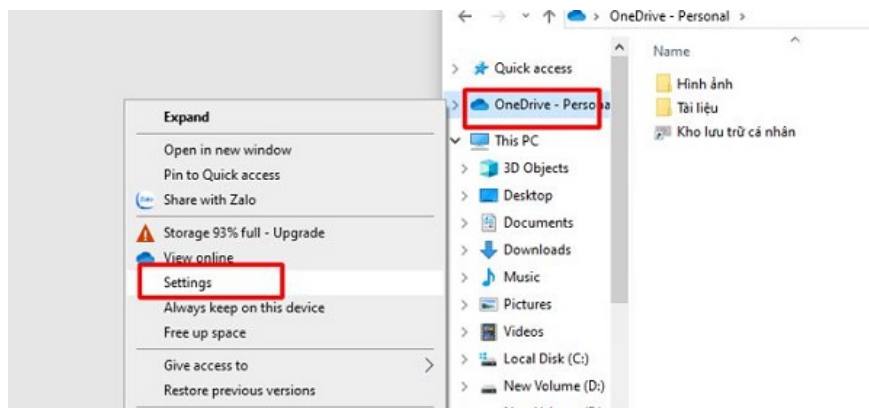 Expand
Open in new window
Pin to Quick access
Zalo
Share with Zalo
Storage 93% full - Upgrade
View online
Settings
Always keep on this device
Free up space
Give access to
Restore previous versions
OneDrive - Personal
Quick access
OneDrive - Persona
This PC
3D Objects
Desktop
Documents
Downloads
Music
Pictures
Videos
Local Disk (C:)
New Volume (D:)
Name
Hình ảnh
Tài liệu
Kho lưu trữ cá nhân